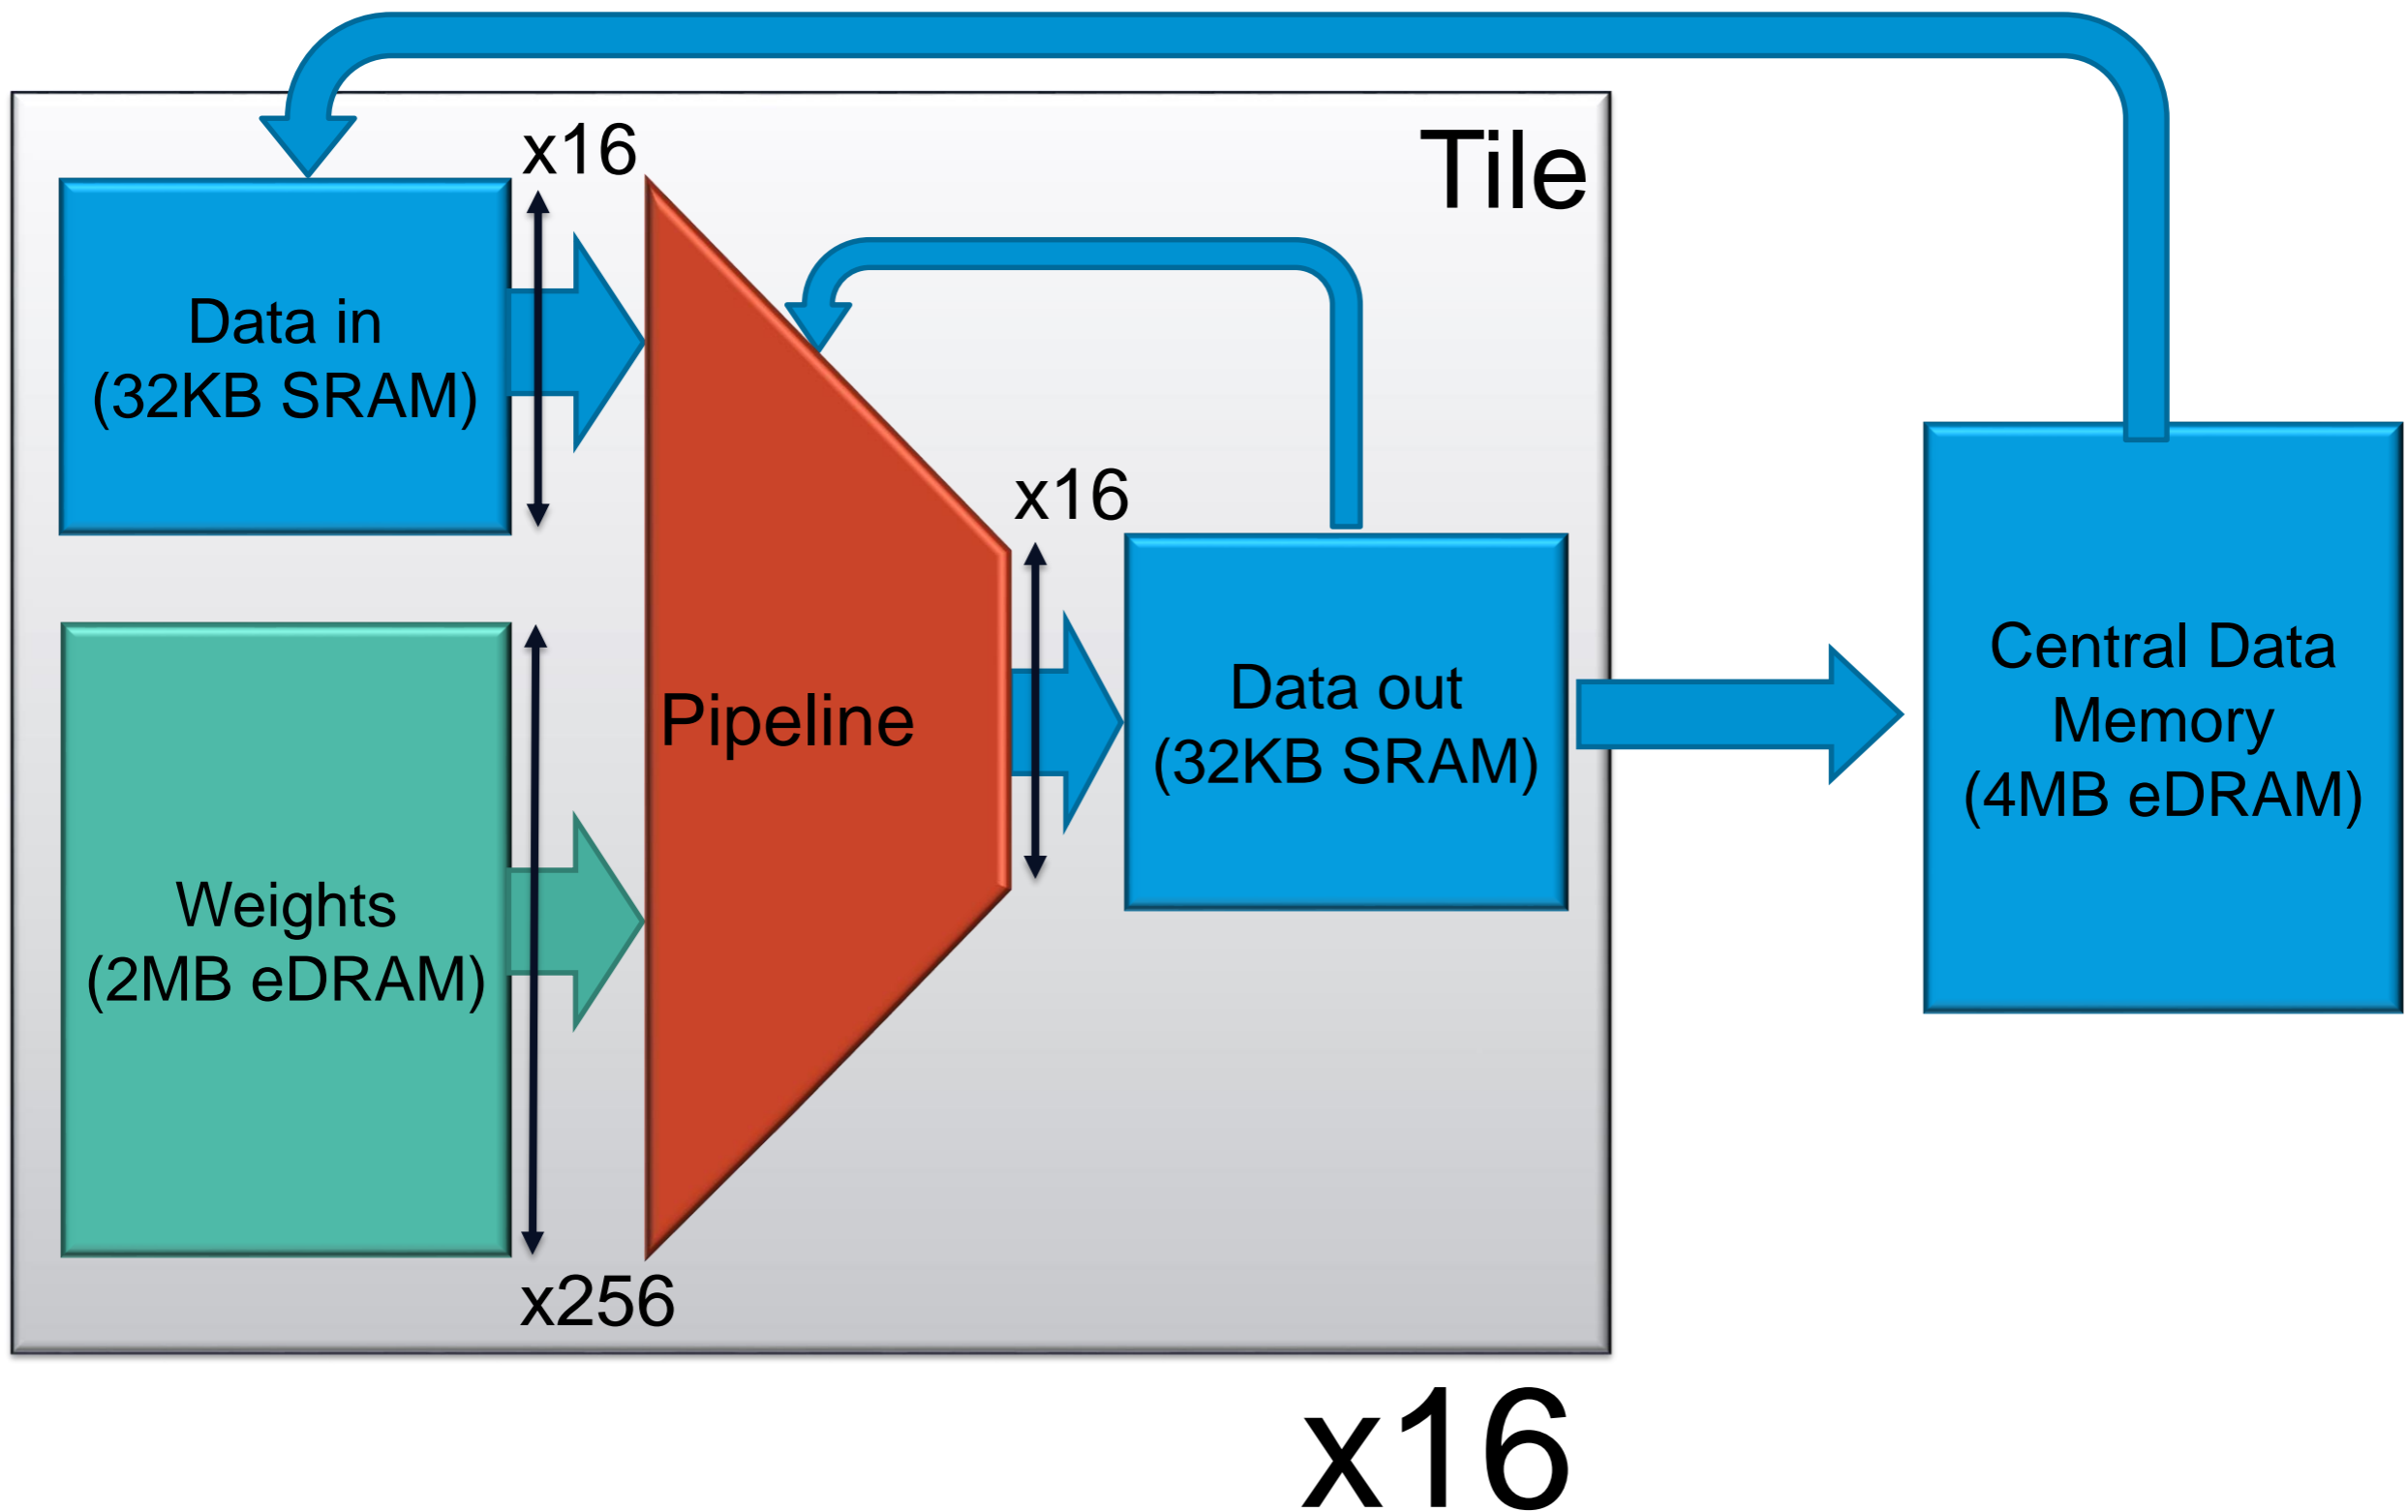 Tile
x16
Data in
(32KB SRAM)
x16
Pipeline
Data out
(32KB SRAM)
Central Data
Memory
(4MB eDRAM)
Weights
(2MB eDRAM)
x256
x16